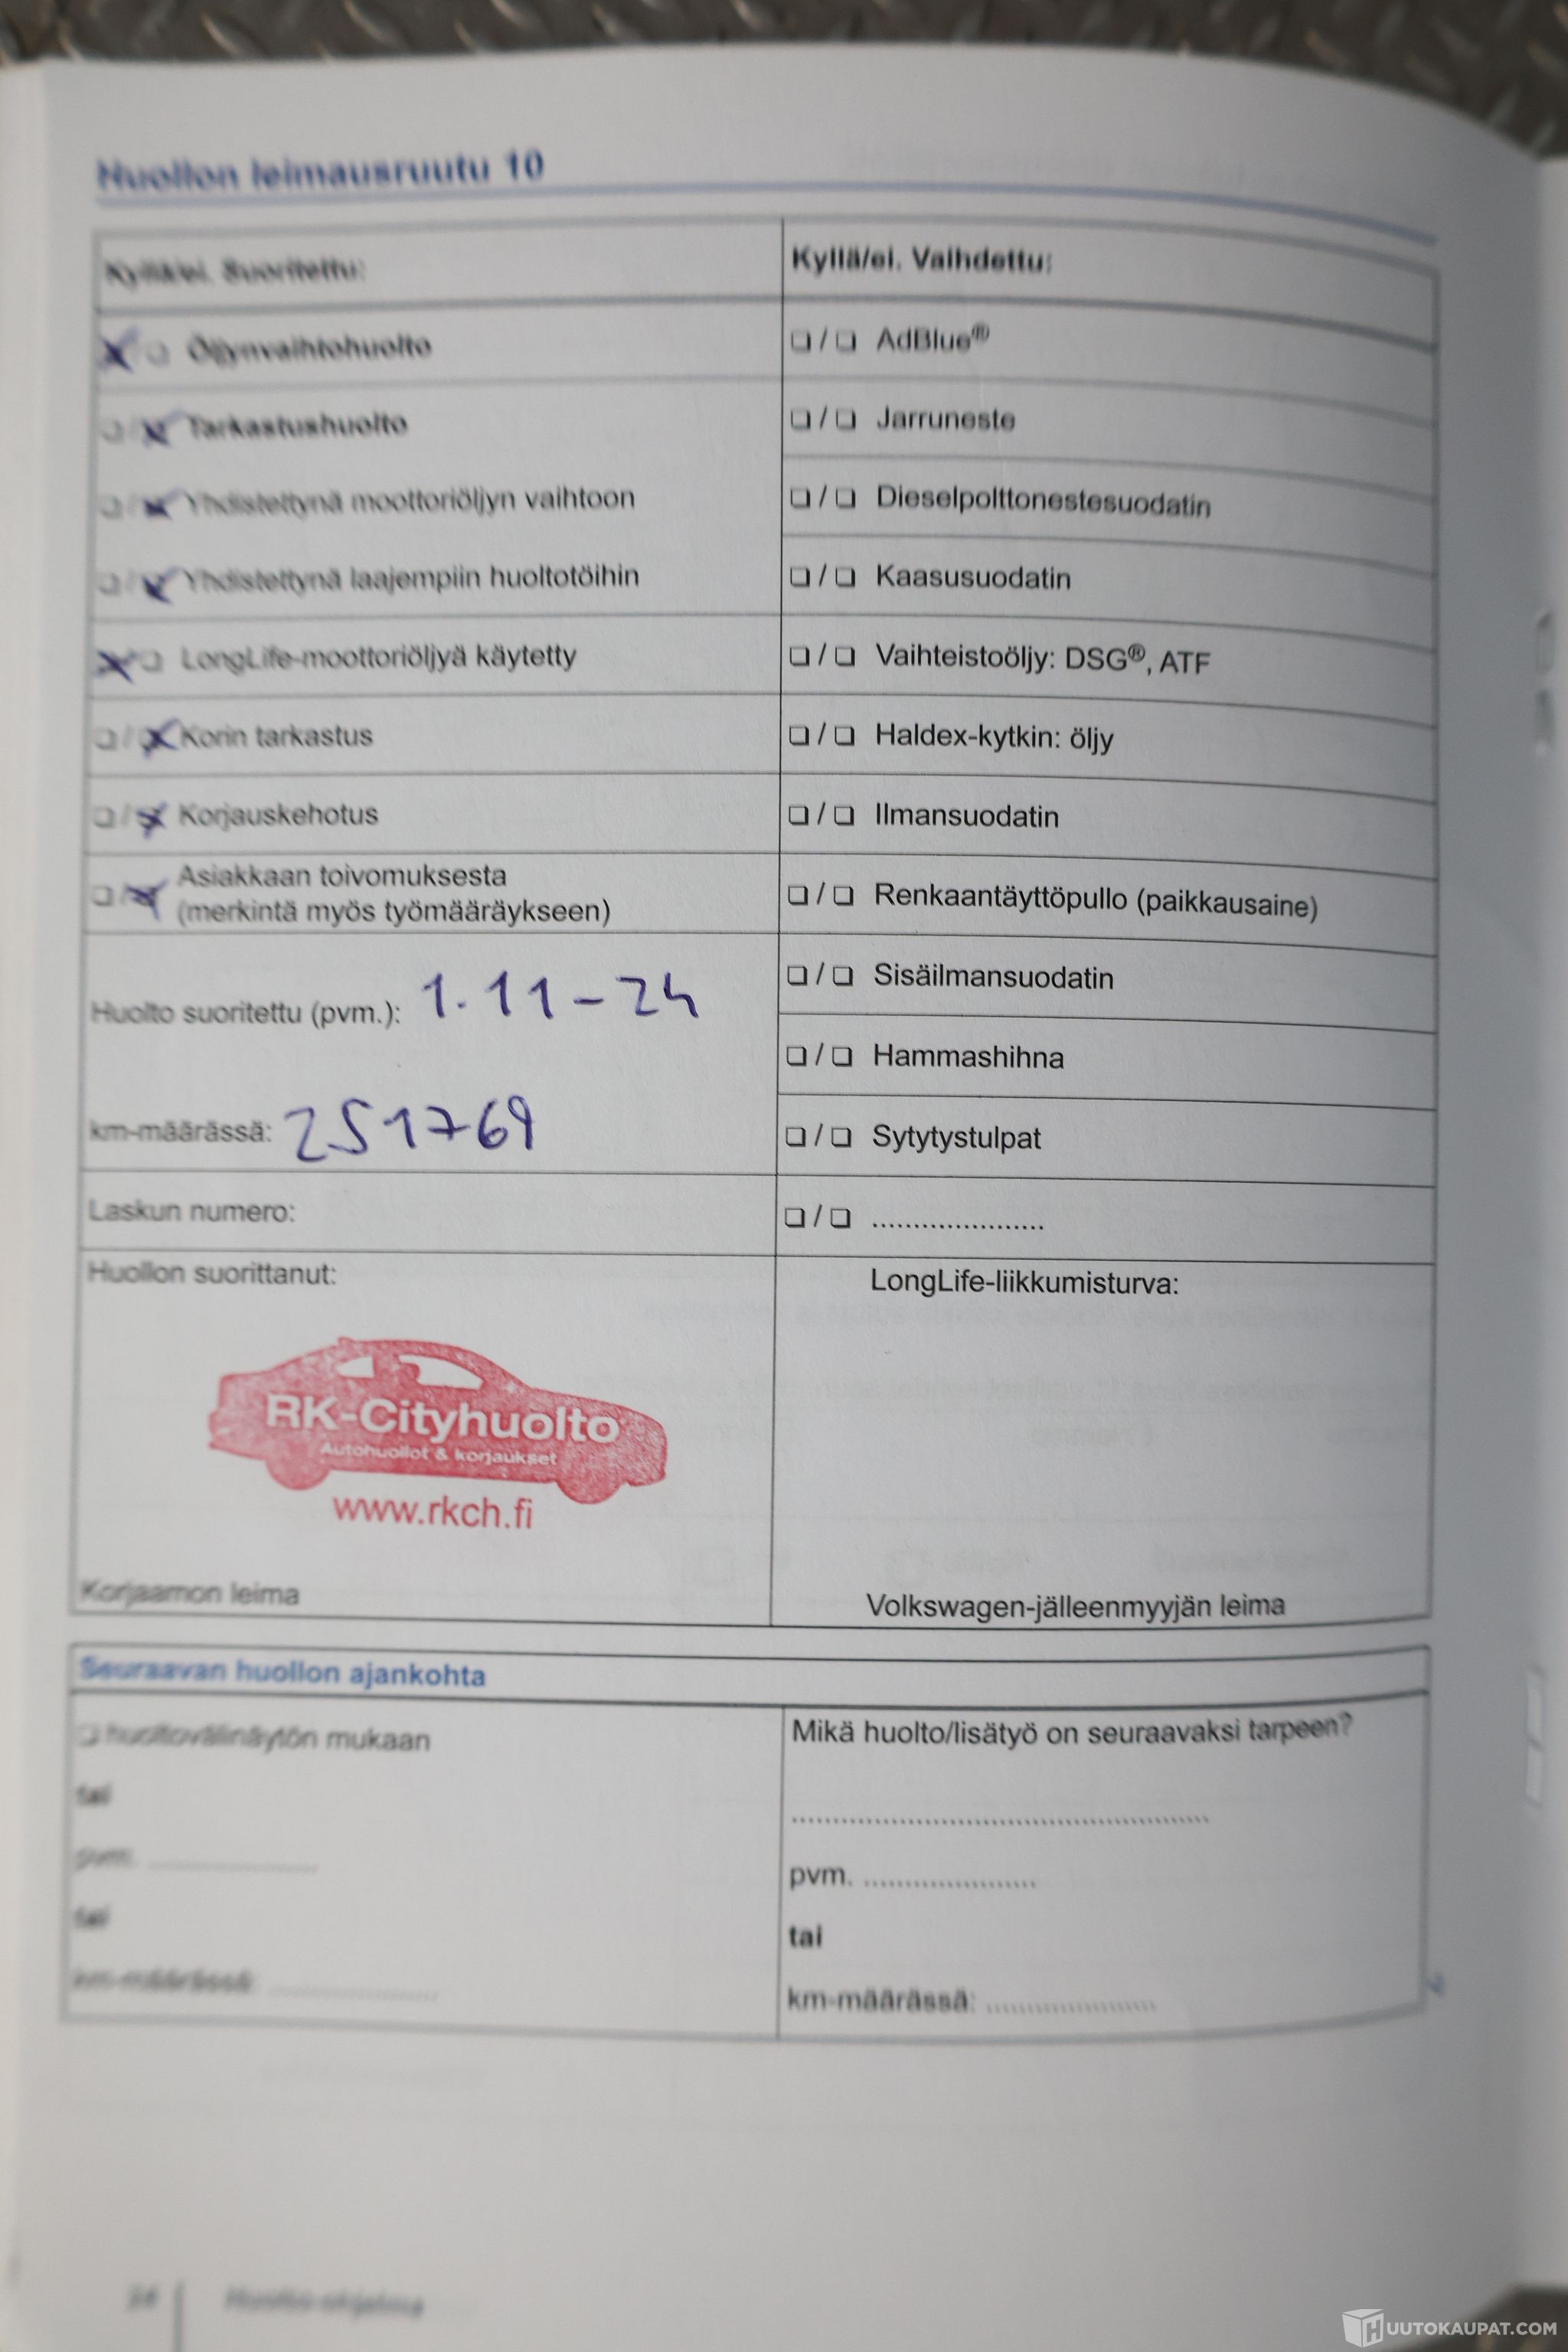 Huollon leimausruutu 10
Kyllä/ei. Suoritettu:
Öljynvaihtohuolto
Tarkastushuolto
Yhdistettynä moottoriöljyn vaihtoon
Yhdistettynä laajempiin huoltotöihin
LongLife-moottoriöljyä käytetty
Korin tarkastus
Korjauskehotus
Asiakkaan toivomuksesta
(merkintä myös työmääräykseen)
Huolto suoritettu (pvm.): 1.11-24
km-määrässä: 251769
Laskun numero:
Huollon suorittanut:
RK-Cityhuolto
Autohuollot & korjaukset
www.rkch.fi
Korjaamon leima
Kyllä/ei. Vaihdettu:
❏ / ❏ AdBlue®
❏ / ❏ Jarruneste
❏ / ❏ Dieselpolttonestesuodatin
❏ / ❏ Kaasusuodatin
❏ / ❏ Vaihteistoöljy: DSG®, ATF
❏ / ❏ Haldex-kytkin: öljy
❏ / ❏ Ilmansuodatin
❏ / ❏ Renkaantäyttöpullo (paikkausaine)
❏ / ❏ Sisäilmansuodatin
❏ / ❏ Hammashihna
❏ / ❏ Sytytystulpat
❏ / ❏ .....................
LongLife-liikkumisturva:
Volkswagen-jälleenmyyjän leima
Seuraavan huollon ajankohta
❏ huoltovälinäytön mukaan
tai
pvm. .....................
tai
km-määrässä: .....................
Mikä huolto/lisätyö on seuraavaksi tarpeen?
..................................................
pvm. .....................
tai
km-määrässä: .....................
34 Huolto-ohjelma
HUUTOKAUPAT.COM